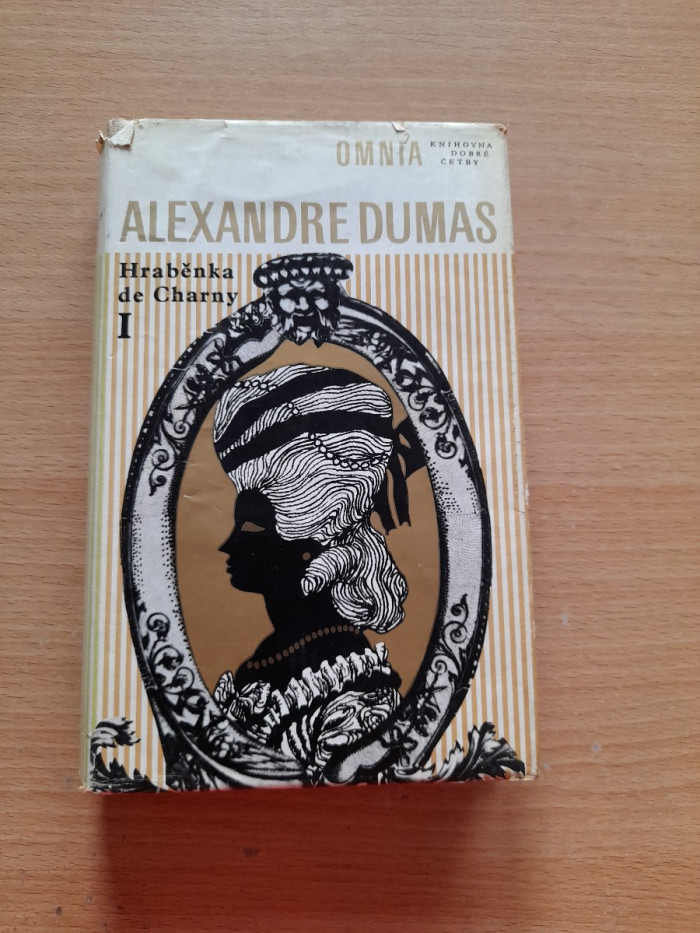 OMNIA
KNIHOVNA
DOBRÉ
ČETBY
ALEXANDRE DUMAS
Hraběnka
de Charny
I